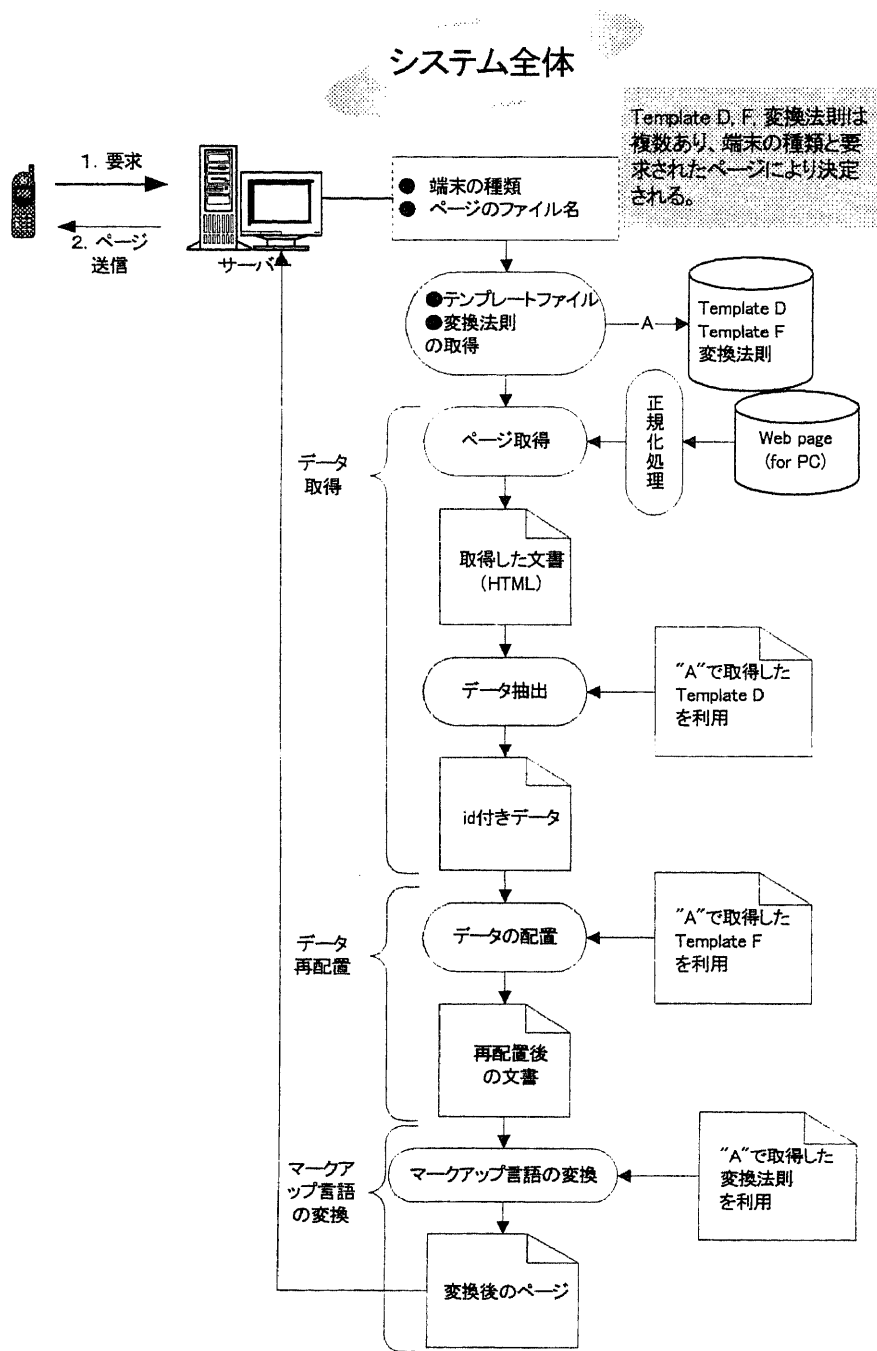 システム全体
Template D, F, 変換法則は
複数あり、端末の種類と要
求されたページにより決定
される。
1. 要求
2. ページ
送信
サーバ
● 端末の種類
● ページのファイル名
●テンプレートファイル
●変換法則
の取得
A
Template D
Template F
変換法則
データ
取得
ページ取得
正規化処理
Web page
(for PC)
取得した文書
(HTML)
データ抽出
"A"で取得した
Template D
を利用
id付きデータ
データ
再配置
データの配置
"A"で取得した
Template F
を利用
再配置後
の文書
マークア
ップ言語
の変換
マークアップ言語の変換
"A"で取得した
変換法則
を利用
変換後のページ